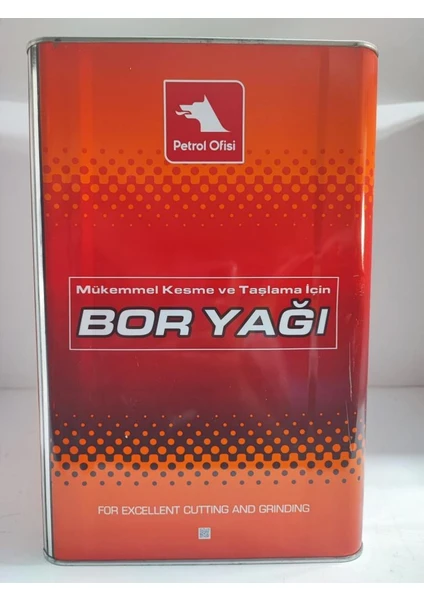 Petrol Ofisi
Mükemmel Kesme ve Taşlama İçin
BOR YAĞI
FOR EXCELLENT CUTTING AND GRINDING